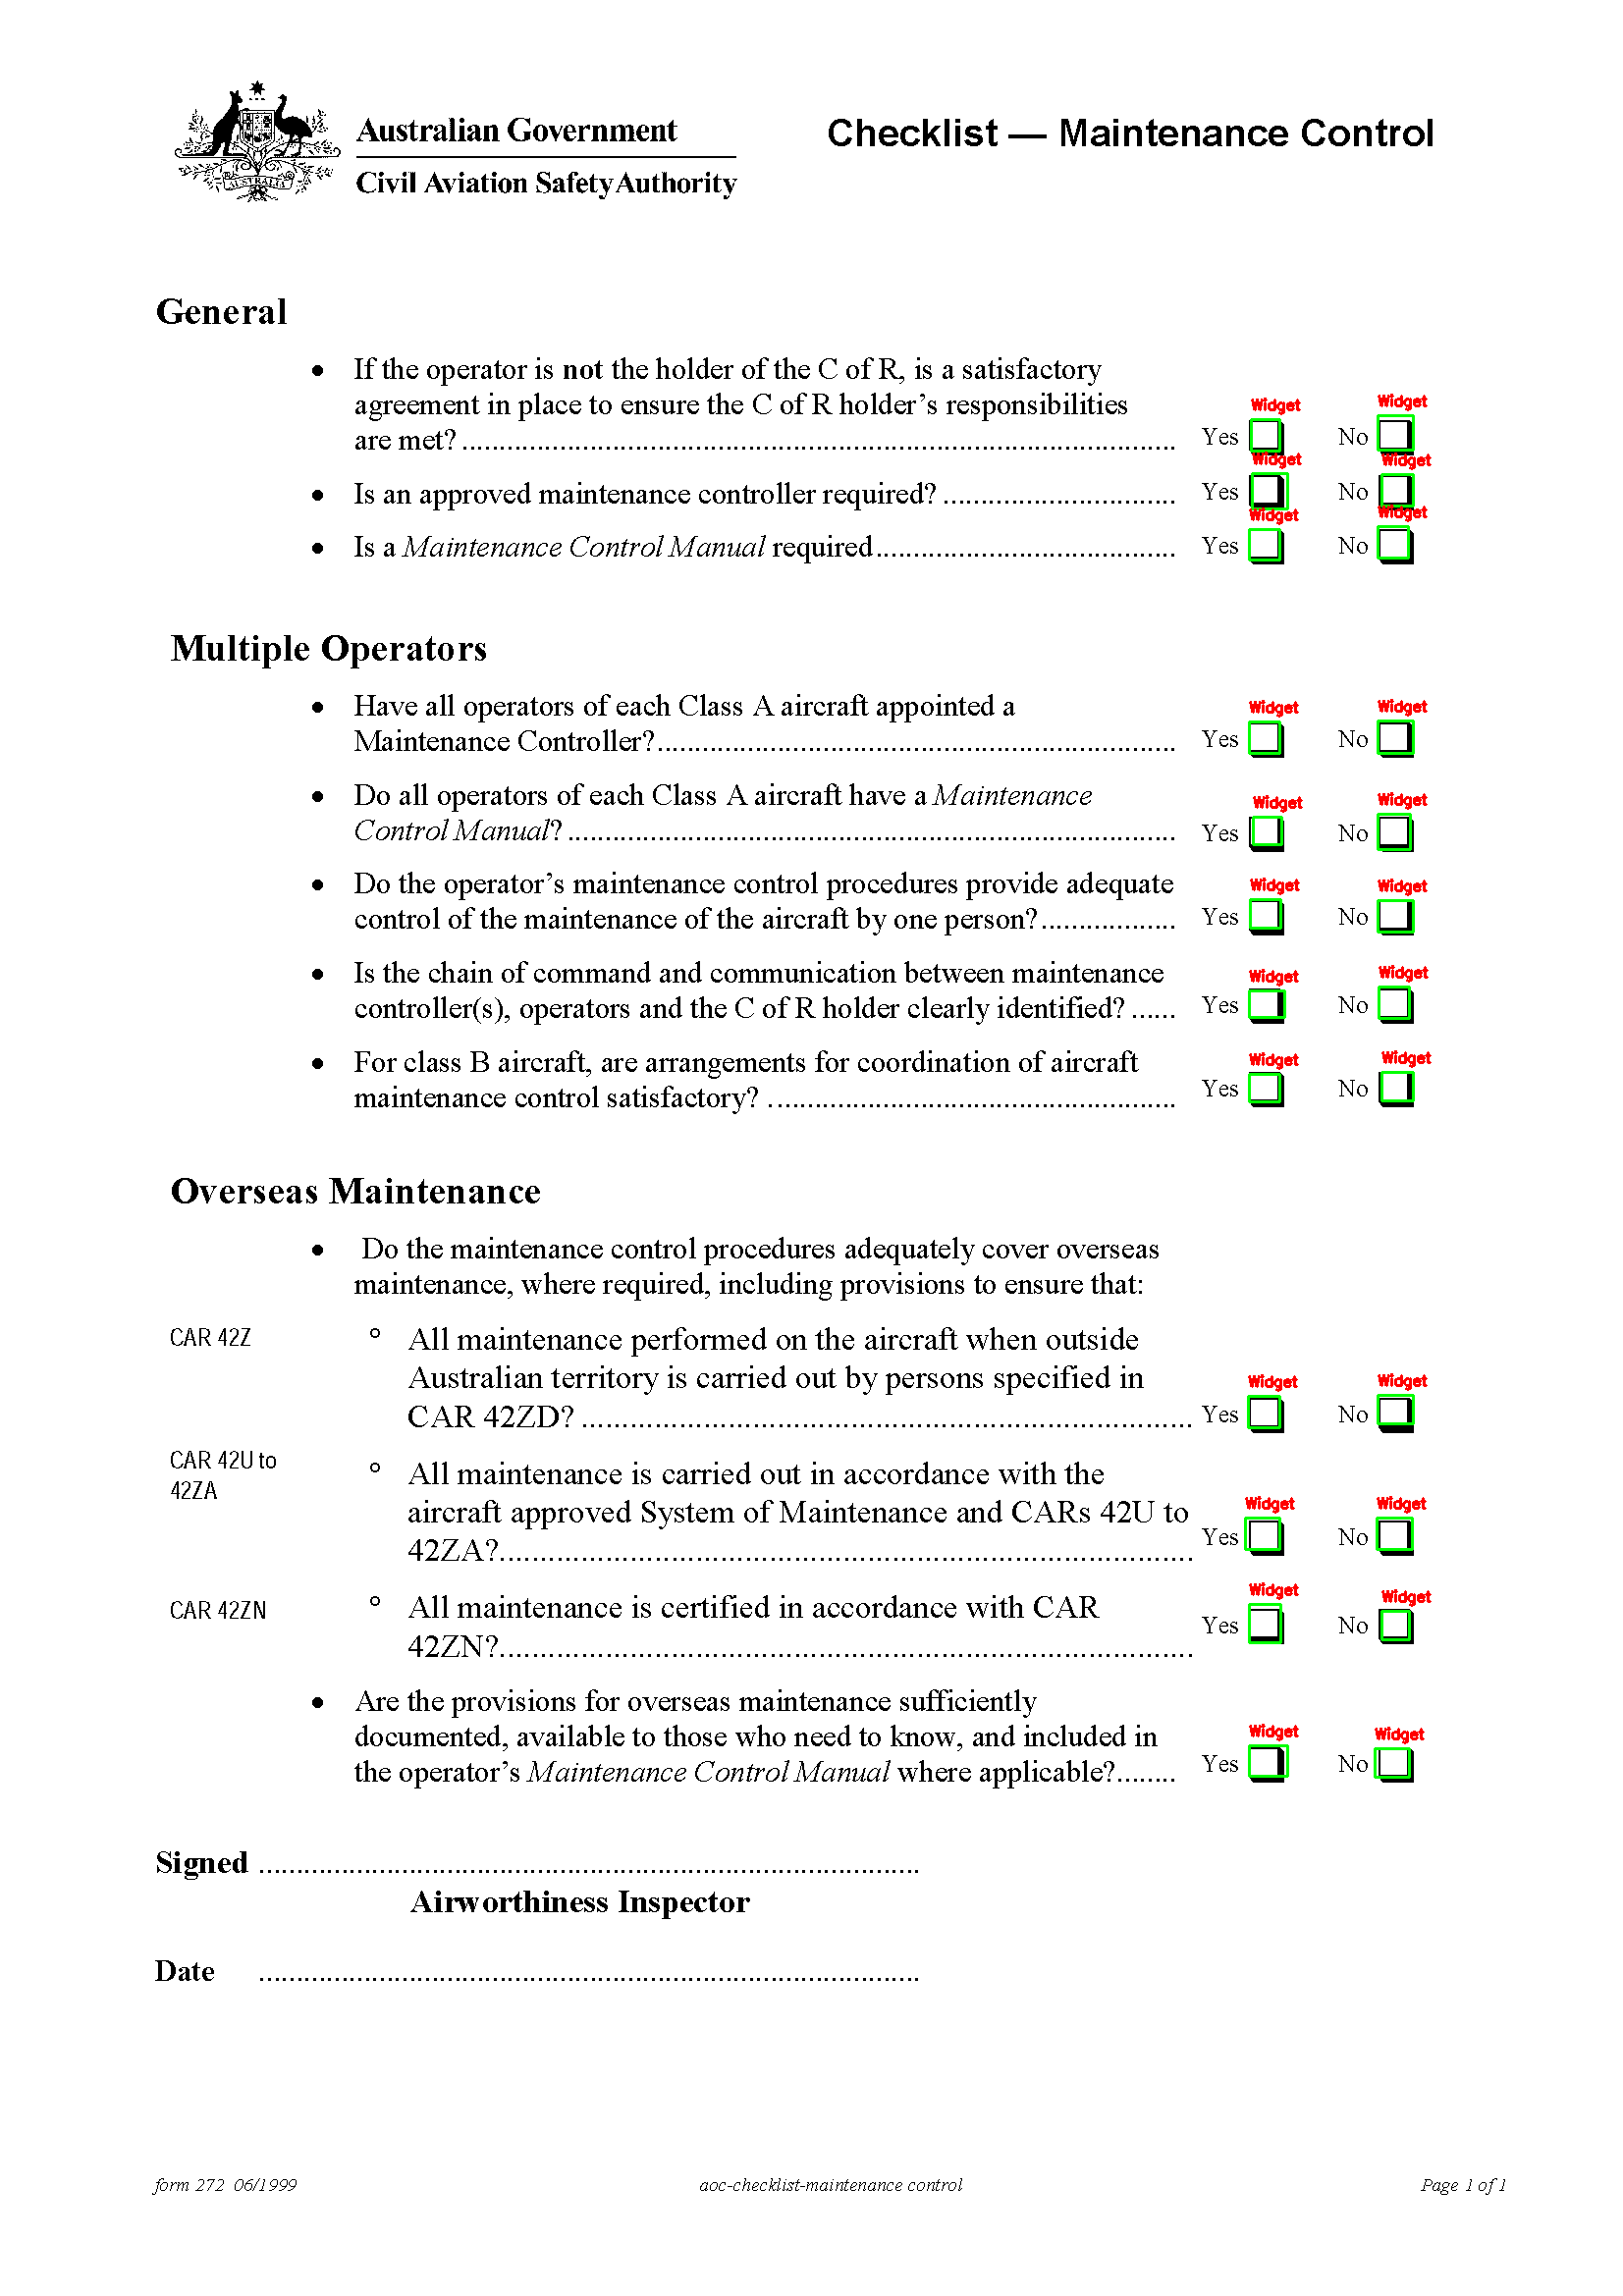 Australian Government
Civil Aviation Safety Authority
AUSTRALIA
Checklist — Maintenance Control
General
• If the operator is not the holder of the C of R, is a satisfactory
agreement in place to ensure the C of R holder’s responsibilities
are met? ............ Yes Widget No Widget
• Is an approved maintenance controller required? ............ Yes Widget No Widget
• Is a Maintenance Control Manual required ............ Yes Widget No Widget
Multiple Operators
• Have all operators of each Class A aircraft appointed a
Maintenance Controller? ............ Yes Widget No Widget
• Do all operators of each Class A aircraft have a Maintenance
Control Manual? ............ Yes Widget No Widget
• Do the operator’s maintenance control procedures provide adequate
control of the maintenance of the aircraft by one person? ............ Yes Widget No Widget
• Is the chain of command and communication between maintenance
controller(s), operators and the C of R holder clearly identified? ...... Yes Widget No Widget
• For class B aircraft, are arrangements for coordination of aircraft
maintenance control satisfactory? ............ Yes Widget No Widget
Overseas Maintenance
• Do the maintenance control procedures adequately cover overseas
maintenance, where required, including provisions to ensure that:
CAR 42Z ° All maintenance performed on the aircraft when outside
Australian territory is carried out by persons specified in
CAR 42ZD? ............ Yes Widget No Widget
CAR 42U to
42ZA
° All maintenance is carried out in accordance with the
aircraft approved System of Maintenance and CARs 42U to
42ZA? ............ Yes Widget No Widget
CAR 42ZN ° All maintenance is certified in accordance with CAR
42ZN? ............ Yes Widget No Widget
• Are the provisions for overseas maintenance sufficiently
documented, available to those who need to know, and included in
the operator’s Maintenance Control Manual where applicable? ........ Yes Widget No Widget
Signed ............
Airworthiness Inspector
Date ............
form 272 06/1999
aoc-checklist-maintenance control
Page 1 of 1